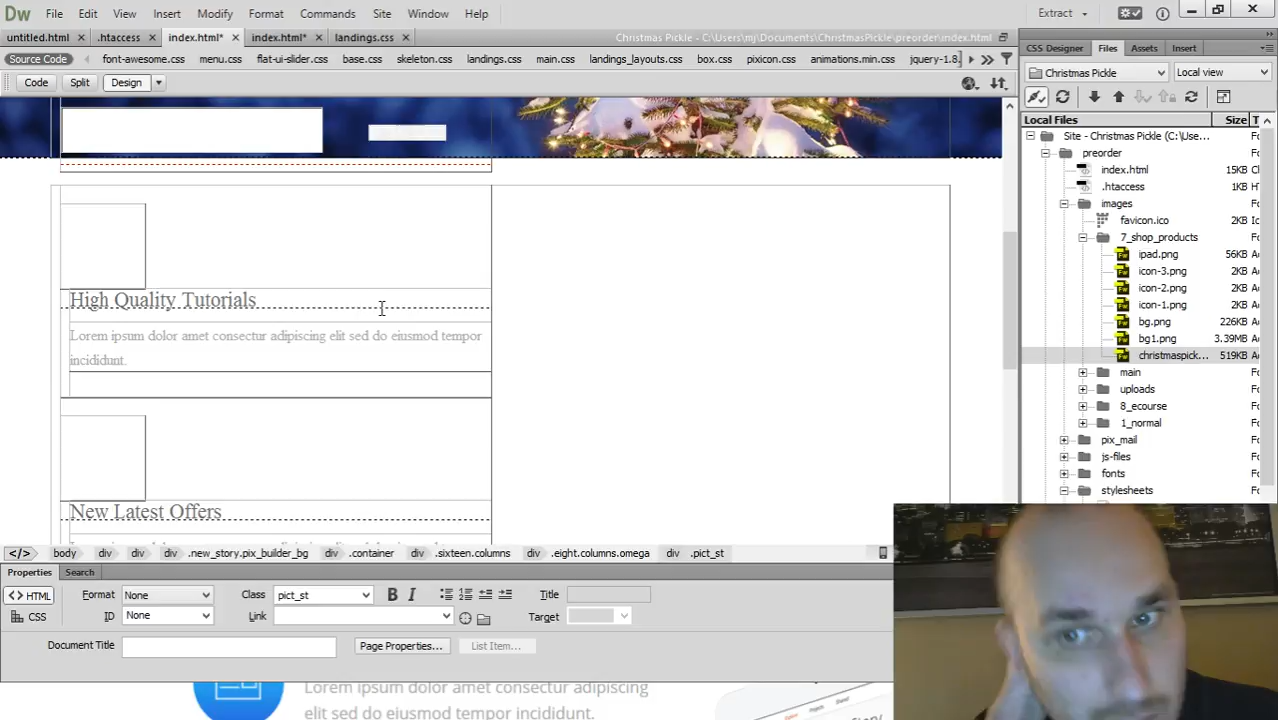 Dw File Edit View Insert Modify Format Commands Site Window Help Extract
untitled.html × .htaccess × index.html* × index.html* × landings.css × Christmas Pickle - C:\Users\mj\Documents\ChristmasPickle\preorder\index.html
Source Code font-awesome.css menu.css flat-ui-slider.css base.css skeleton.css landings.css main.css landings_layouts.css pixicon.css animations.min.css jquery-1.8.
Code Split Design
High Quality Tutorials
Lorem ipsum dolor amet consectur adipiscing elit sed do eiusmod tempor
incididunt.
New Latest Offers
</> body div div .new_story.pix_builder_bg div .container .sixteen.columns .eight.columns.omega div .pict_st
Properties Search
<> HTML Format None Class pict_st B I Title
CSS ID None Link Target
Document Title Page Properties... List Item...
Lorem ipsum dolor amet consectur adipiscing
elit sed do eiusmod tempor incididunt.
CSS Designer Files Assets Insert
Christmas Pickle Local view
Local Files Size T
Site - Christmas Pickle (C:\Use...
preorder
index.html 15KB
.htaccess 1KB
images
favicon.ico 2KB
7_shop_products
ipad.png 56KB
icon-3.png 2KB
icon-2.png 2KB
icon-1.png 2KB
bg.png 226KB
bg1.png 3.39MB
christmaspick... 519KB
main
uploads
8_ecourse
1_normal
pix_mail
js-files
fonts
stylesheets